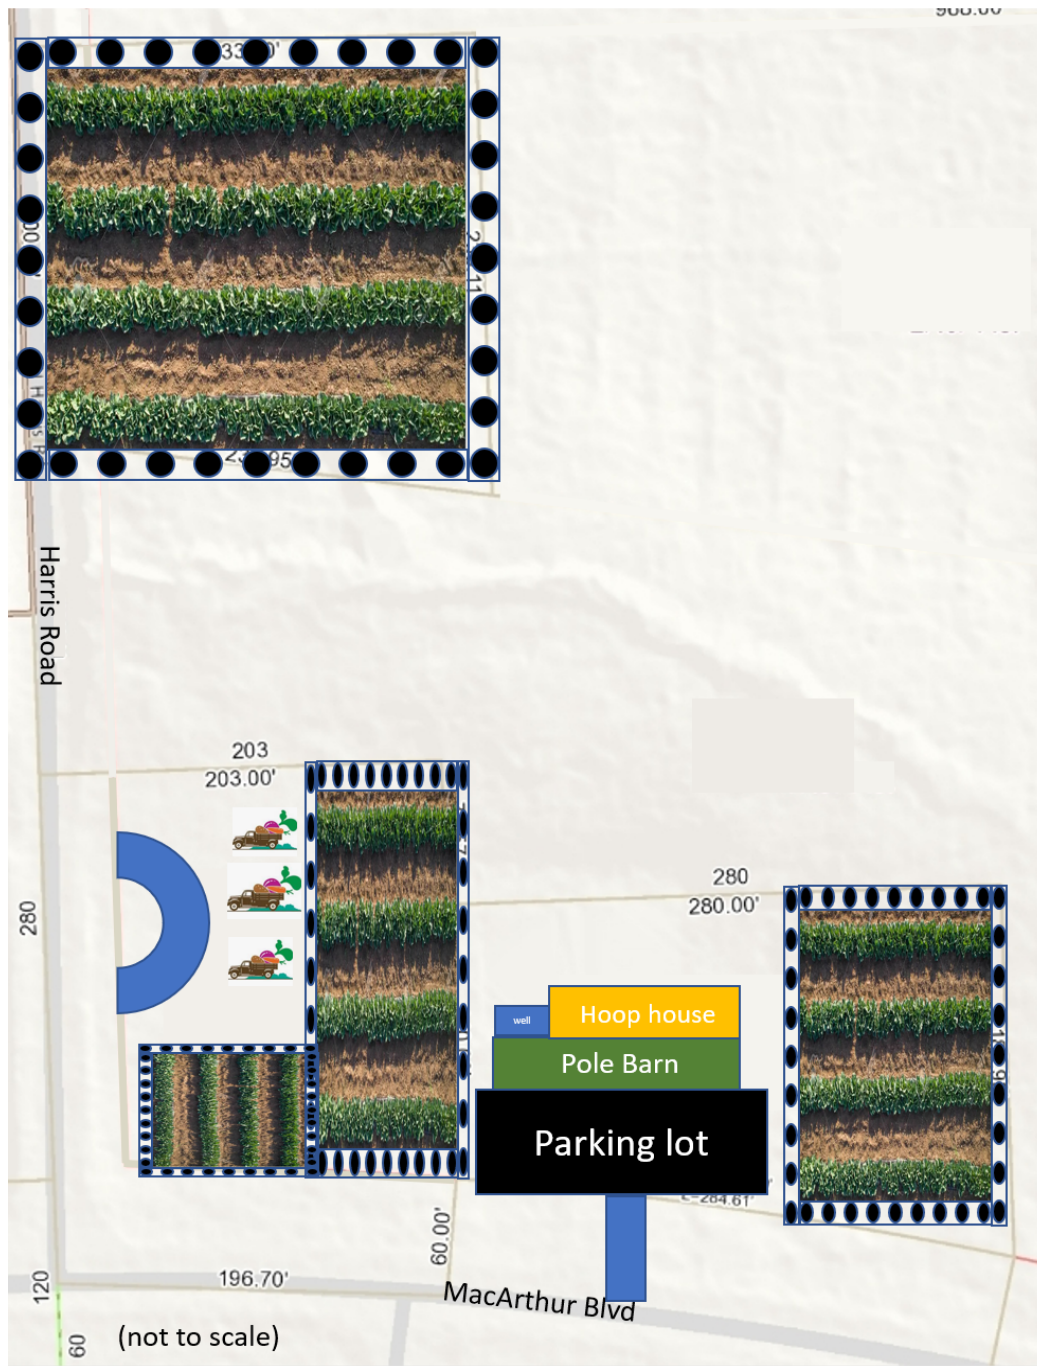 Harris Road
203
203.00'
280
280
280.00'
well
Hoop house
Pole Barn
Parking lot
60.00'
196.70'
MacArthur Blvd
120
60
(not to scale)